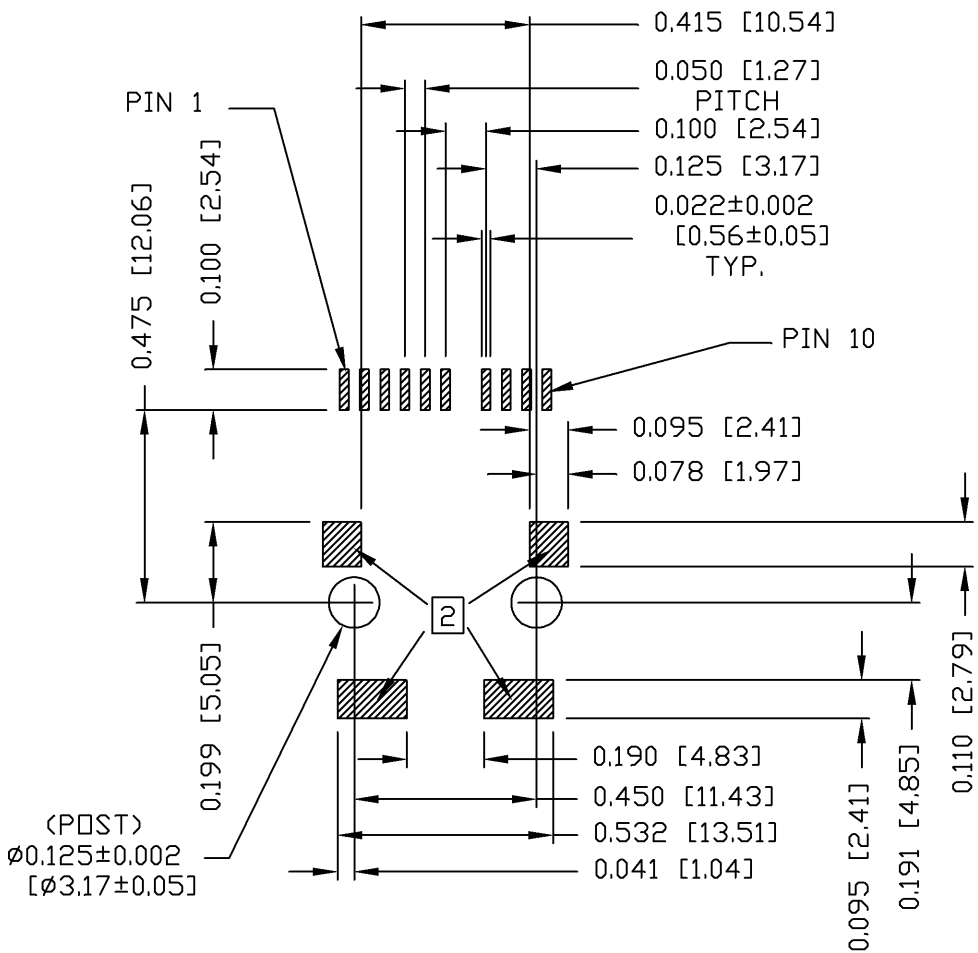 0.415 [10.54]
0.050 [1.27]
PITCH
PIN 1
0.100 [2.54]
0.125 [3.17]
0.022±0.002
[0.56±0.05]
TYP.
0.475 [12.06]
0.100 [2.54]
PIN 10
0.095 [2.41]
0.078 [1.97]
2
0.199 [5.05]
0.110 [2.79]
0.190 [4.83]
0.450 [11.43]
0.532 [13.51]
0.041 [1.04]
0.095 [2.41]
0.191 [4.85]
(POST)
ø0.125±0.002
[ø3.17±0.05]